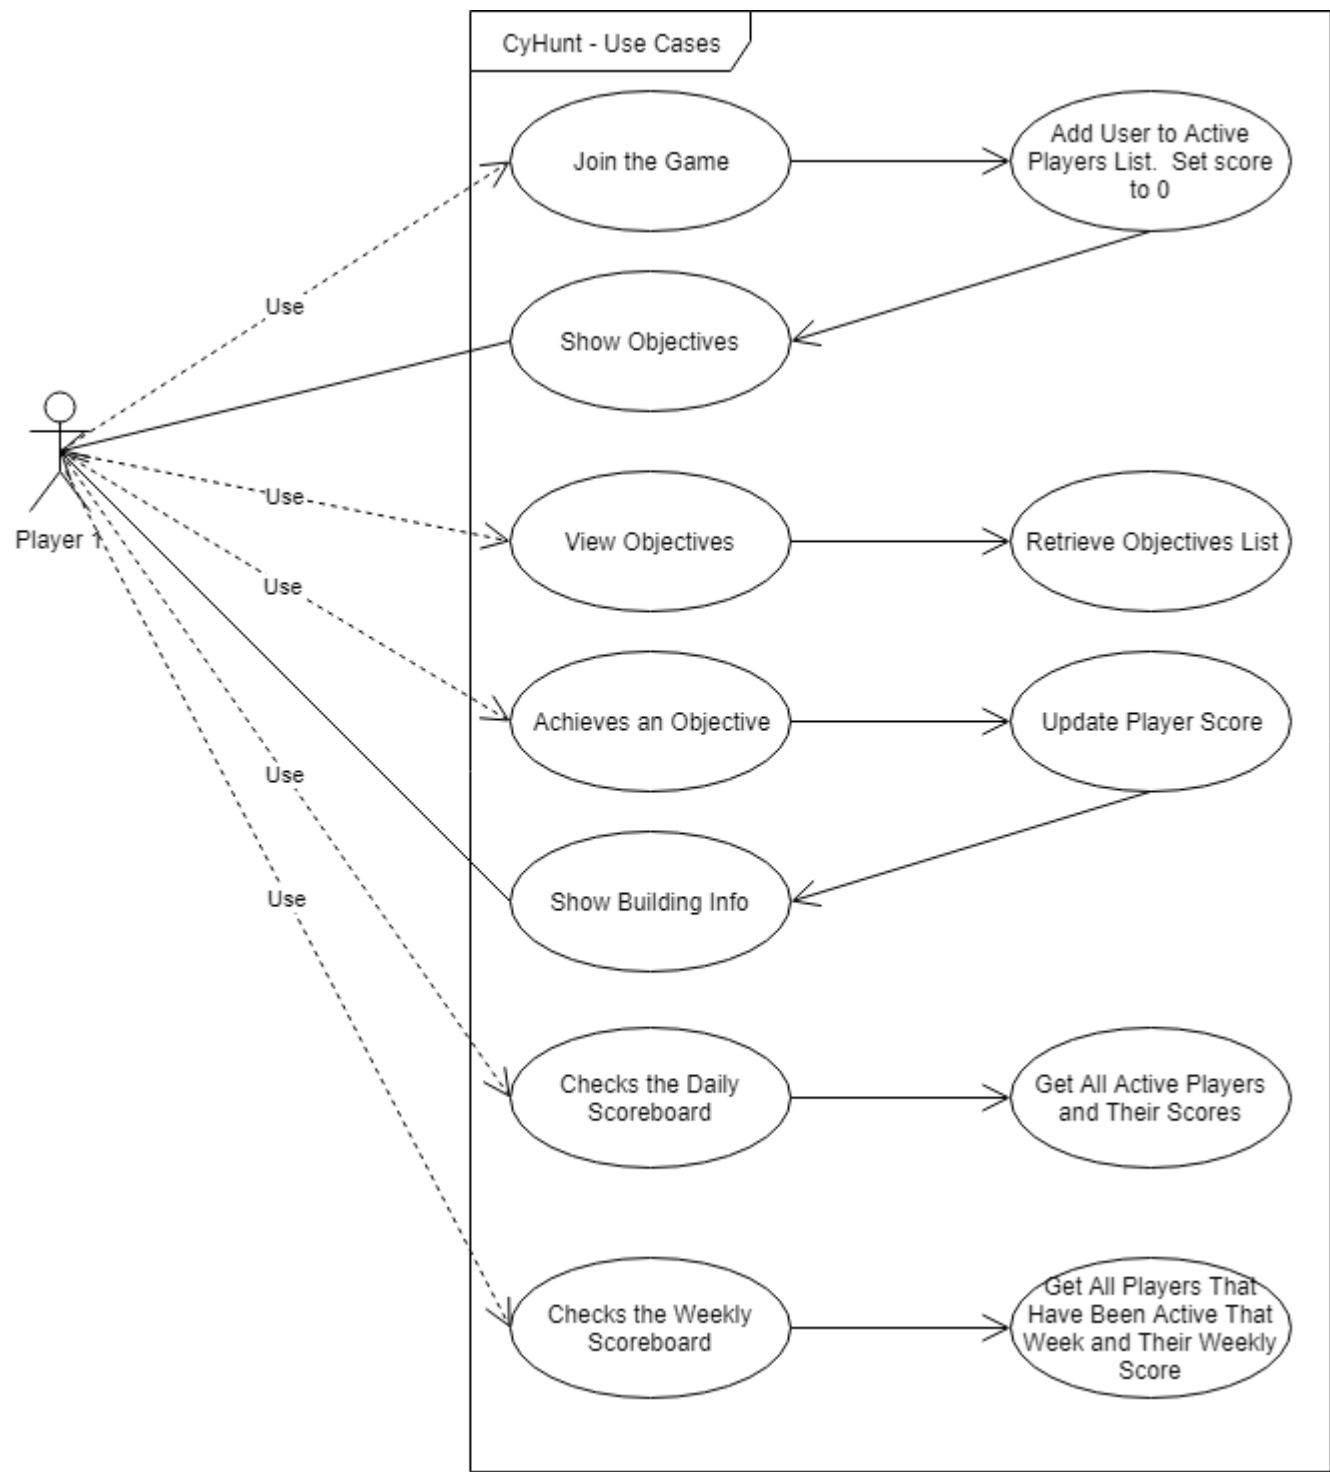 CyHunt - Use Cases
Join the Game
Add User to Active
Players List.  Set score
to 0
Use
Show Objectives
Player 1
Use
View Objectives
Retrieve Objectives List
Use
Achieves an Objective
Update Player Score
Use
Show Building Info
Use
Checks the Daily
Scoreboard
Get All Active Players
and Their Scores
Checks the Weekly
Scoreboard
Get All Players That
Have Been Active That
Week and Their Weekly
Score